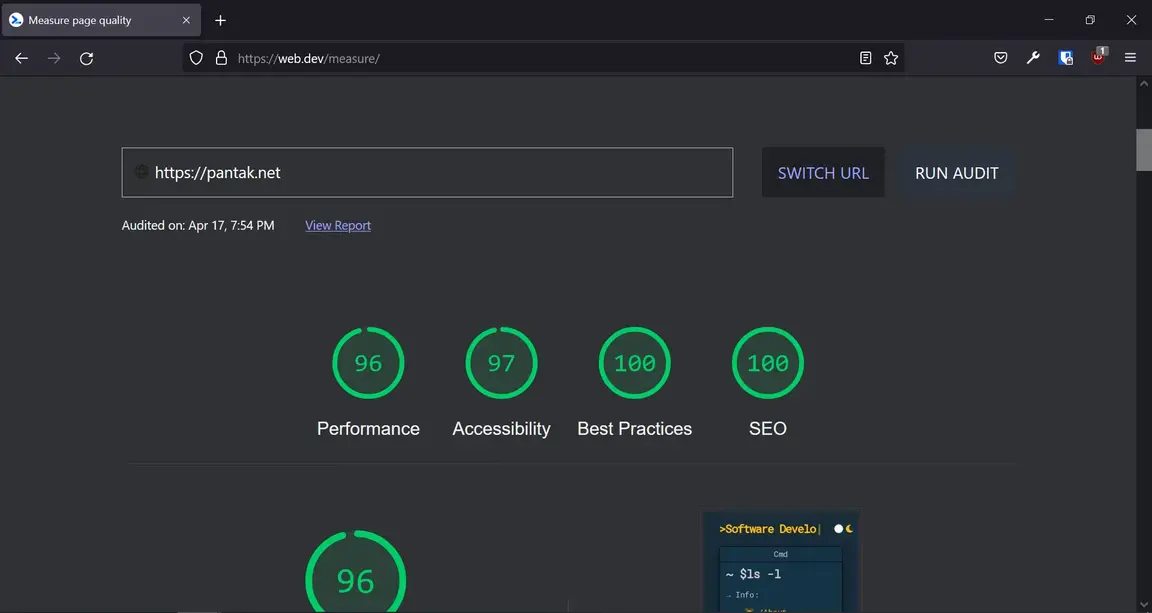 Measure page quality
https://web.dev/measure/
1
https://pantak.net
SWITCH URL
RUN AUDIT
Audited on: Apr 17, 7:54 PM
View Report
96
97
100
100
Performance
Accessibility
Best Practices
SEO
96
>Software Develo|
Cmd
~ $ls -l
Info: